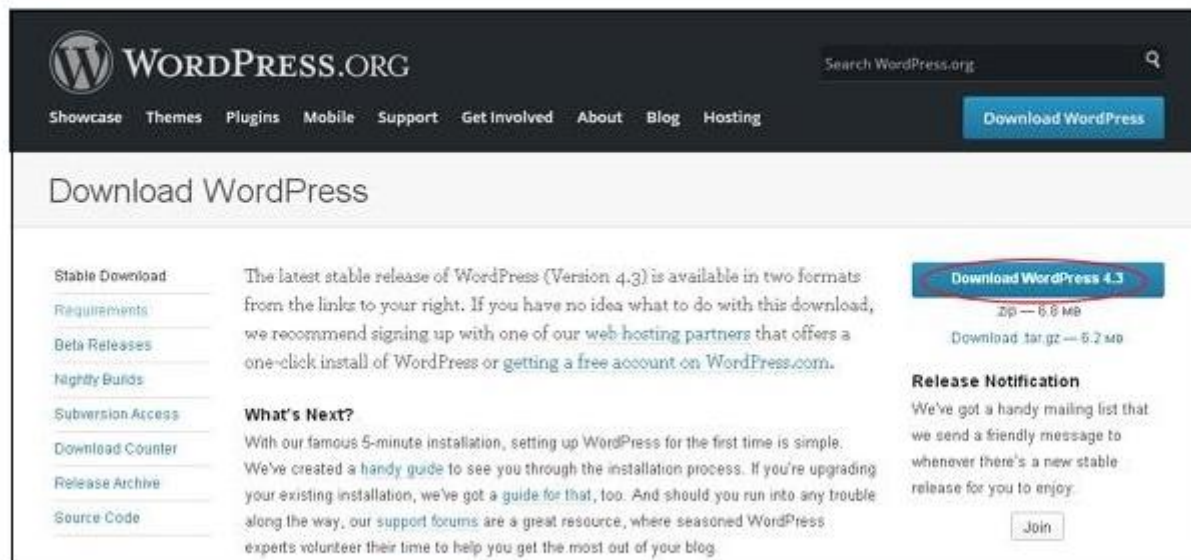 WORDPRESS.ORG
Search WordPress.org
Showcase Themes Plugins Mobile Support Get Involved About Blog Hosting
Download WordPress
Download WordPress
Stable Download
Requirements
Beta Releases
Nightly Builds
Subversion Access
Download Counter
Release Archive
Source Code
The latest stable release of WordPress (Version 4.3) is available in two formats
from the links to your right. If you have no idea what to do with this download,
we recommend signing up with one of our web hosting partners that offers a
one-click install of WordPress or getting a free account on WordPress.com.
What's Next?
With our famous 5-minute installation, setting up WordPress for the first time is simple.
We've created a handy guide to see you through the installation process. If you're upgrading
your existing installation, we've got a guide for that, too. And should you run into any trouble
along the way, our support forums are a great resource, where seasoned WordPress
experts volunteer their time to help you get the most out of your blog.
Download WordPress 4.3
.zip — 6.8 MB
Download .tar.gz — 6.2 MB
Release Notification
We've got a handy mailing list that
we send a friendly message to
whenever there's a new stable
release for you to enjoy.
Join